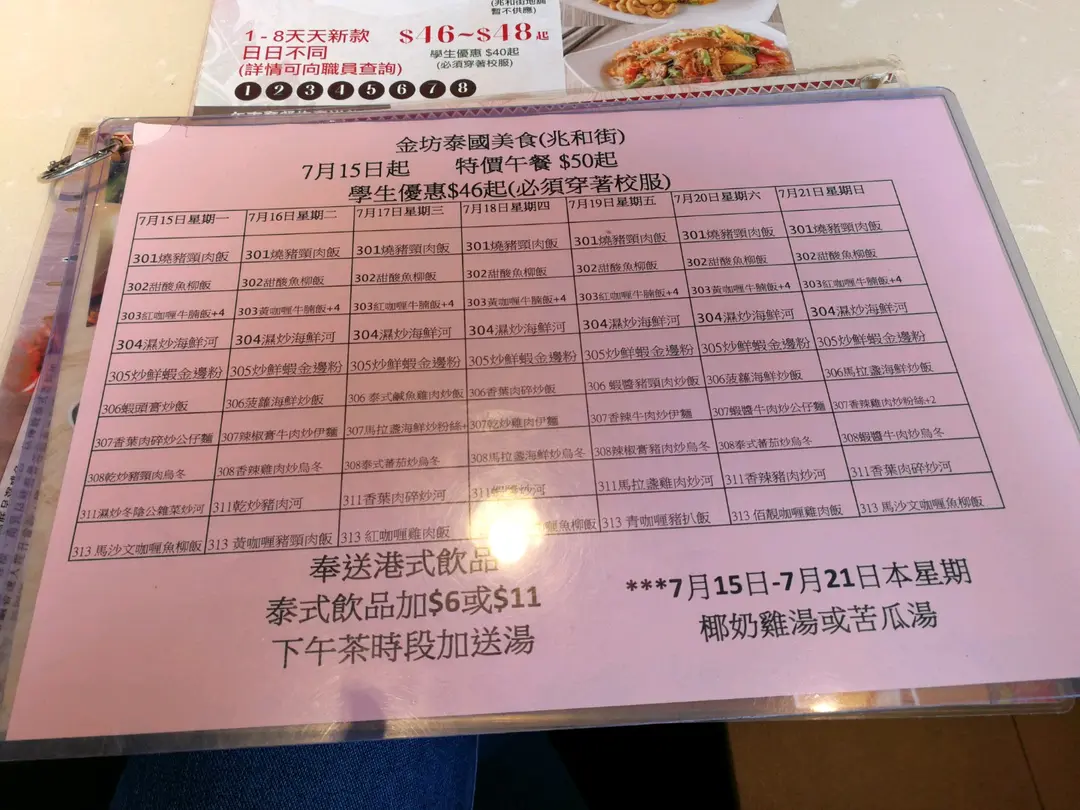 (兆和街地舖
暫不供應)
1-8天天新款
日日不同
(詳情可向職員查詢)
$46~$48起
學生優惠 $40起
(必須穿著校服)
1 2 3 4 5 6 7 8
金坊泰國美食(兆和街)
7月15日起 特價午餐 $50起
學生優惠$46起(必須穿著校服)
7月15日星期一 7月16日星期二 7月17日星期三 7月18日星期四 7月19日星期五 7月20日星期六 7月21日星期日
301燒豬頸肉飯 301燒豬頸肉飯 301燒豬頸肉飯 301燒豬頸肉飯 301燒豬頸肉飯 301燒豬頸肉飯 301燒豬頸肉飯
302甜酸魚柳飯 302甜酸魚柳飯 302甜酸魚柳飯 302甜酸魚柳飯 302甜酸魚柳飯 302甜酸魚柳飯 302甜酸魚柳飯
303紅咖喱牛腩飯+4 303黃咖喱牛腩飯+4 303紅咖喱牛腩飯+4 303黃咖喱牛腩飯+4 303紅咖喱牛腩飯+4 303黃咖喱牛腩飯+4 303紅咖喱牛腩飯+4
304濕炒海鮮河 304濕炒海鮮河 304濕炒海鮮河 304濕炒海鮮河 304濕炒海鮮河 304濕炒海鮮河 304濕炒海鮮河
305炒鮮蝦金邊粉 305炒鮮蝦金邊粉 305炒鮮蝦金邊粉 305炒鮮蝦金邊粉 305炒鮮蝦金邊粉 305炒鮮蝦金邊粉 305炒鮮蝦金邊粉
306蝦頭膏炒飯 306菠蘿海鮮炒飯 306 泰式鹹魚雞肉炒飯 306香葉肉碎炒飯 306 蝦醬豬頸肉炒飯 306菠蘿海鮮炒飯 306馬拉盞海鮮炒飯
307香葉肉碎炒公仔麵 307辣椒膏牛肉炒伊麵 307馬拉盞海鮮炒粉絲+ 307乾炒雞肉伊麵 307香辣牛肉炒伊麵 307蝦醬牛肉炒公仔麵 307香辣雞肉炒粉絲+2
308乾炒豬頸肉烏冬 308香辣雞肉炒烏冬 308泰式蕃茄炒烏冬 308馬拉盞海鮮炒烏冬 308辣椒膏豬肉炒烏冬 308泰式蕃茄炒烏冬 308蝦醬牛肉炒烏冬
311濕炒冬陰公雜菜炒河 311乾炒豬肉河 311香葉肉碎炒河 311蝦醬炒河 311馬拉盞雞肉炒河 311香辣豬肉炒河 311香葉肉碎炒河
313 馬沙文咖喱魚柳飯 313 黃咖喱豬頸肉飯 313 紅咖喱雞肉飯 喱魚柳飯 313 青咖喱豬扒飯 313 佰靚咖喱雞肉飯 313 馬沙文咖喱魚柳飯
奉送港式飲品
泰式飲品加$6或$11
下午茶時段加送湯
***7月15日-7月21日本星期
椰奶雞湯或苦瓜湯